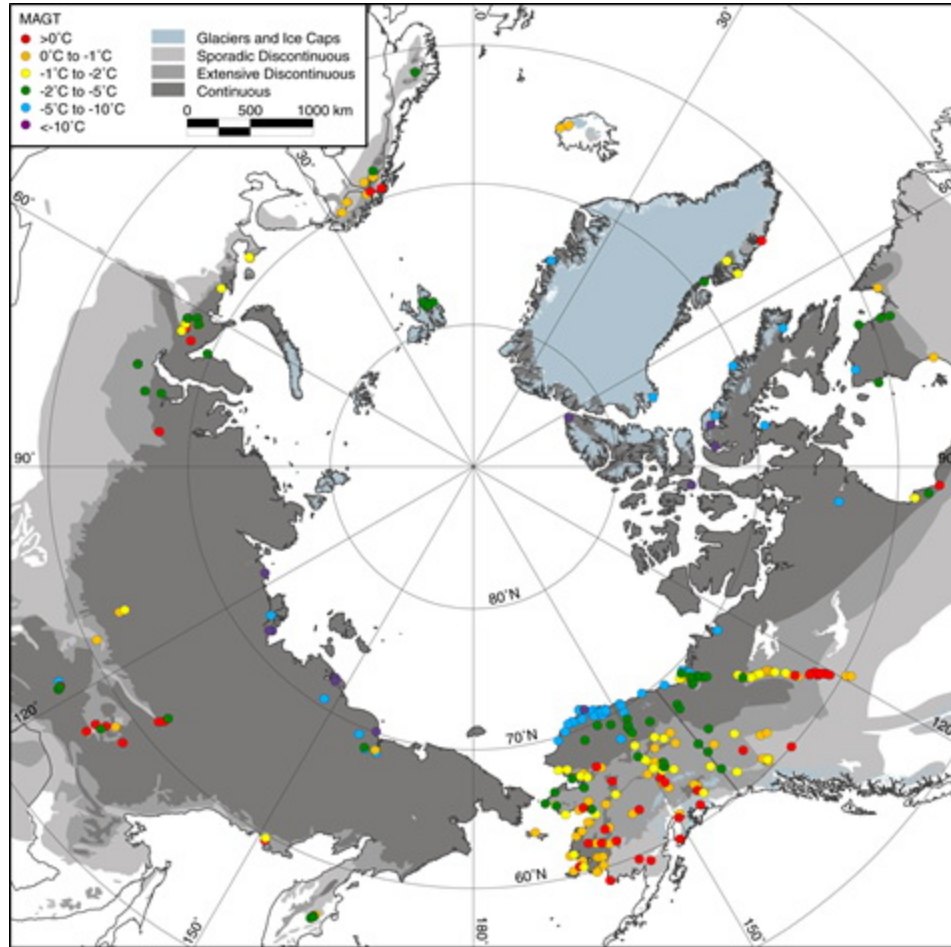 MAGT
>0˚C
0˚C to -1˚C
-1˚C to -2˚C
-2˚C to -5˚C
-5˚C to -10˚C
<-10˚C
Glaciers and Ice Caps
Sporadic Discontinuous
Extensive Discontinuous
Continuous
0 500 1000 km
0
30˚
30˚
60˚
90˚
80˚N
120˚
120˚
70˚N
60˚N
150˚
180
150˚